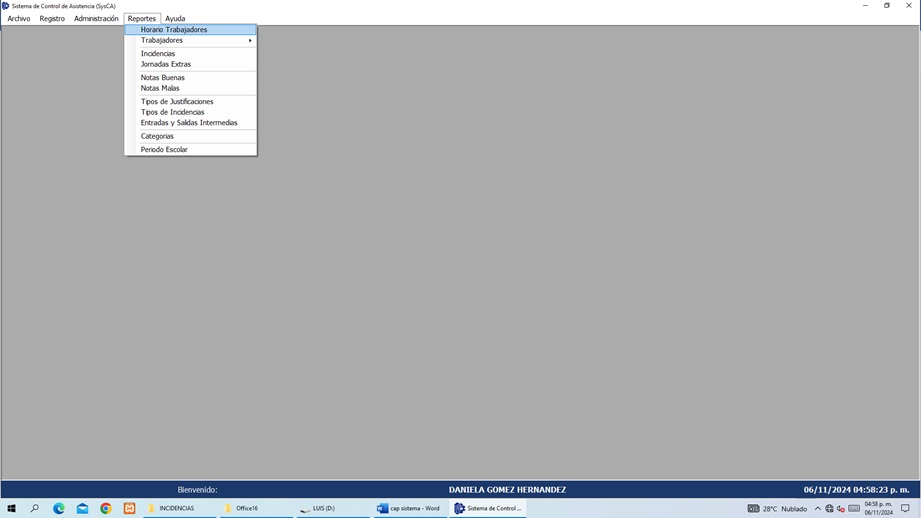 Sistema de Control de Asistencia (SysCA)
Archivo Registro Administración Reportes Ayuda
Horario Trabajadores
Trabajadores
Incidencias
Jornadas Extras
Notas Buenas
Notas Malas
Tipos de Justificaciones
Tipos de Incidencias
Entradas y Salidas Intermedias
Categorias
Periodo Escolar
Bienvenido: DANIELA GOMEZ HERNANDEZ 06/11/2024 04:58:23 p. m.
INCIDENCIAS Office16 LUIS (D:) cap sistema - Word Sistema de Control ... 28°C Nublado 04:58 p. m.
06/11/2024